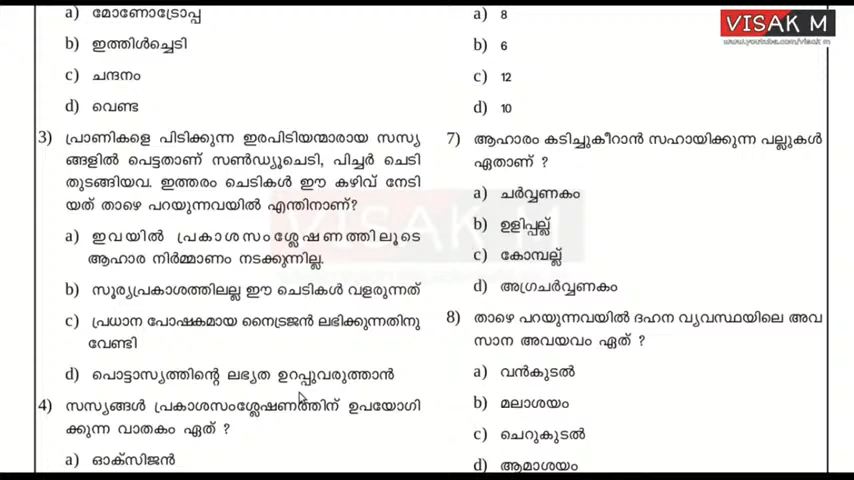 a) മോണോട്രോപ്പ
b) ഇത്തിൾച്ചെടി
c) ചന്ദനം
d) വെണ്ട
3) പ്രാണികളെ പിടിക്കുന്ന ഇരപിടിയന്മാരായ സസ്യ
ങ്ങളിൽ പെട്ടതാണ് സൺഡ്യൂചെടി, പിച്ചർ ചെടി
തുടങ്ങിയവ. ഇത്തരം ചെടികൾ ഈ കഴിവ് നേടി
യത് താഴെ പറയുന്നവയിൽ എന്തിനാണ്?
a) ഇവയിൽ പ്രകാശസംശ്ലേഷണത്തിലൂടെ
ആഹാര നിർമ്മാണം നടക്കുന്നില്ല.
b) സൂര്യപ്രകാശത്തിലല്ല ഈ ചെടികൾ വളരുന്നത്
c) പ്രധാന പോഷകമായ നൈട്രജൻ ലഭിക്കുന്നതിനു
വേണ്ടി
d) പൊട്ടാസ്യത്തിന്റെ ലഭ്യത ഉറപ്പുവരുത്താൻ
4) സസ്യങ്ങൾ പ്രകാശസംശ്ലേഷണത്തിന് ഉപയോഗി
ക്കുന്ന വാതകം ഏത് ?
a) ഓക്സിജൻ
a) 8
b) 6
c) 12
d) 10
7) ആഹാരം കടിച്ചുകീറാൻ സഹായിക്കുന്ന പല്ലുകൾ
ഏതാണ് ?
a) ചർവ്വണകം
b) ഉളിപ്പല്ല്
c) കോമ്പല്ല്
d) അഗ്രചർവ്വണകം
8) താഴെ പറയുന്നവയിൽ ദഹന വ്യവസ്ഥയിലെ അവ
സാന അവയവം ഏത് ?
a) വൻകുടൽ
b) മലാശയം
c) ചെറുകുടൽ
d) ആമാശയം
VISAK M
www.youtube.com/visak m
VISAK M